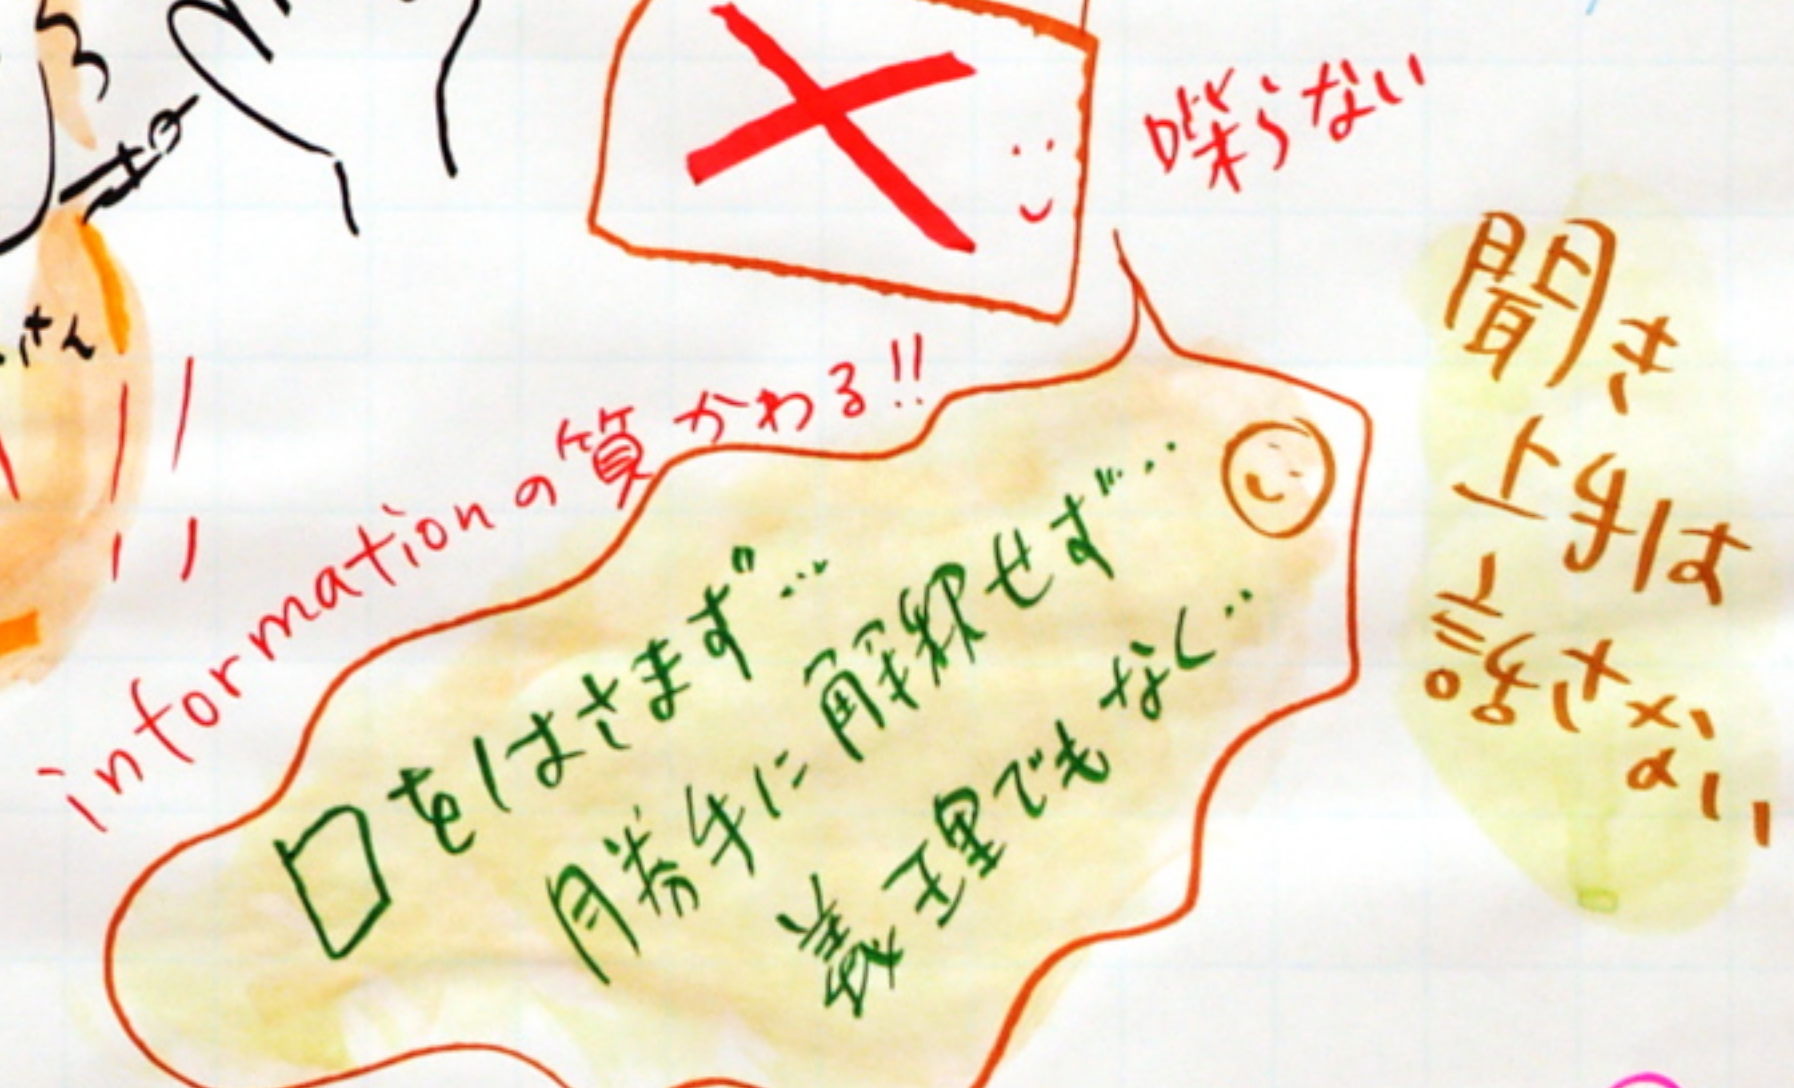 喋らない
聞き
上手は
話さない
informationの質かわる!!
口をはさまず…
勝手に解釈せず…
義理でもなく…